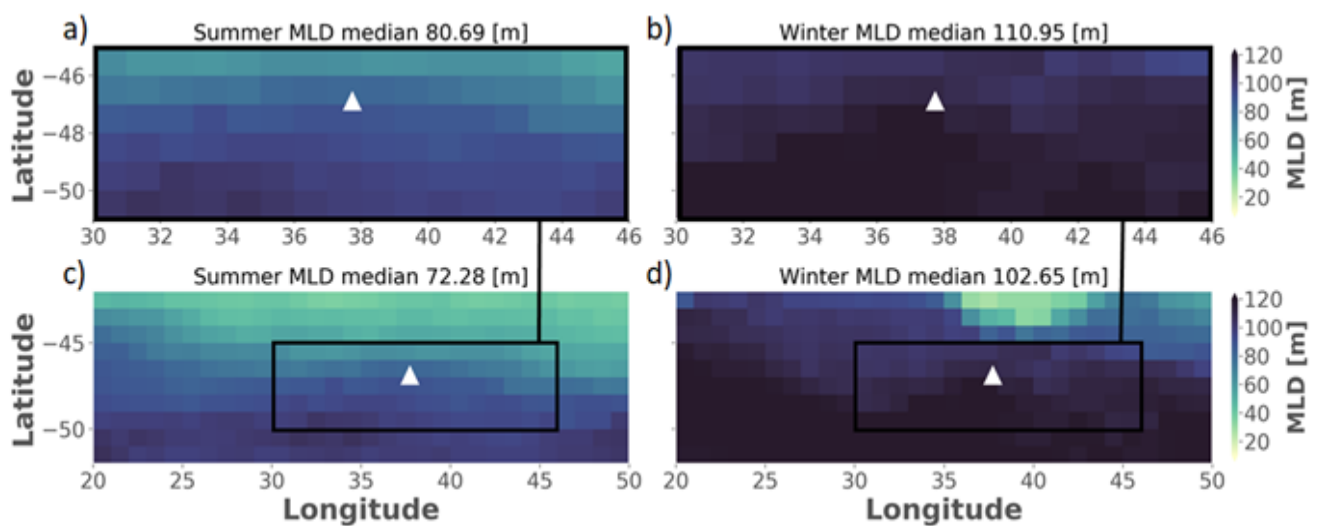 a)
Summer MLD median 80.69 [m]
b)
Winter MLD median 110.95 [m]
Latitude
−46
−48
−50
30 32 34 36 38 40 42 44 46
30 32 34 36 38 40 42 44 46
120
100
80
60
40
20
MLD [m]
c)
Summer MLD median 72.28 [m]
d)
Winter MLD median 102.65 [m]
Latitude
−45
−50
20 25 30 35 40 45 50
20 25 30 35 40 45 50
Longitude
Longitude
120
100
80
60
40
20
MLD [m]